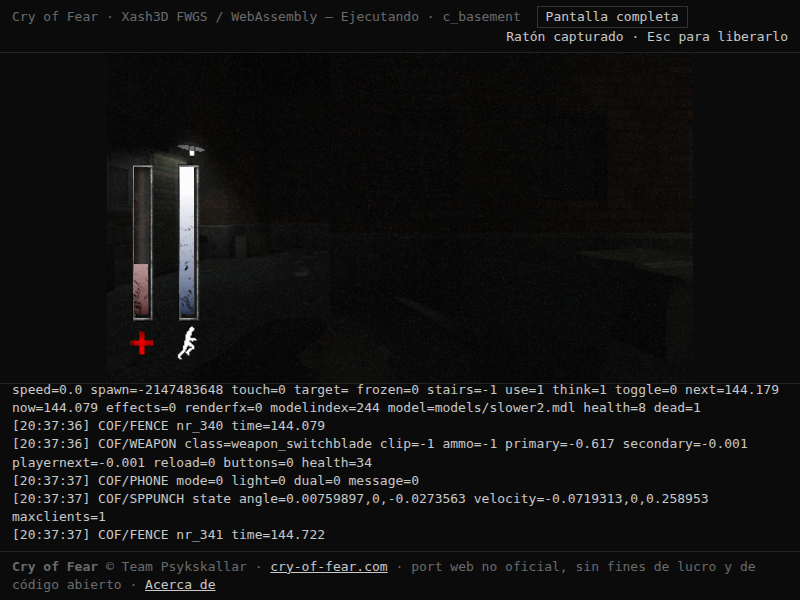 Cry of Fear · Xash3D FWGS / WebAssembly — Ejecutando · c_basement
Pantalla completa
Ratón capturado · Esc para liberarlo
speed=0.0 spawn=-2147483648 touch=0 target= frozen=0 stairs=-1 use=1 think=1 toggle=0 next=144.179
now=144.079 effects=0 renderfx=0 modelindex=244 model=models/slower2.mdl health=8 dead=1
[20:37:36] COF/FENCE nr_340 time=144.079
[20:37:36] COF/WEAPON class=weapon_switchblade clip=-1 ammo=-1 primary=-0.617 secondary=-0.001
playernext=-0.001 reload=0 buttons=0 health=34
[20:37:37] COF/PHONE mode=0 light=0 dual=0 message=0
[20:37:37] COF/SPPUNCH state angle=0.00759897,0,-0.0273563 velocity=-0.0719313,0,0.258953
maxclients=1
[20:37:37] COF/FENCE nr_341 time=144.722
Cry of Fear © Team Psykskallar · cry-of-fear.com · port web no oficial, sin fines de lucro y de
código abierto · Acerca de